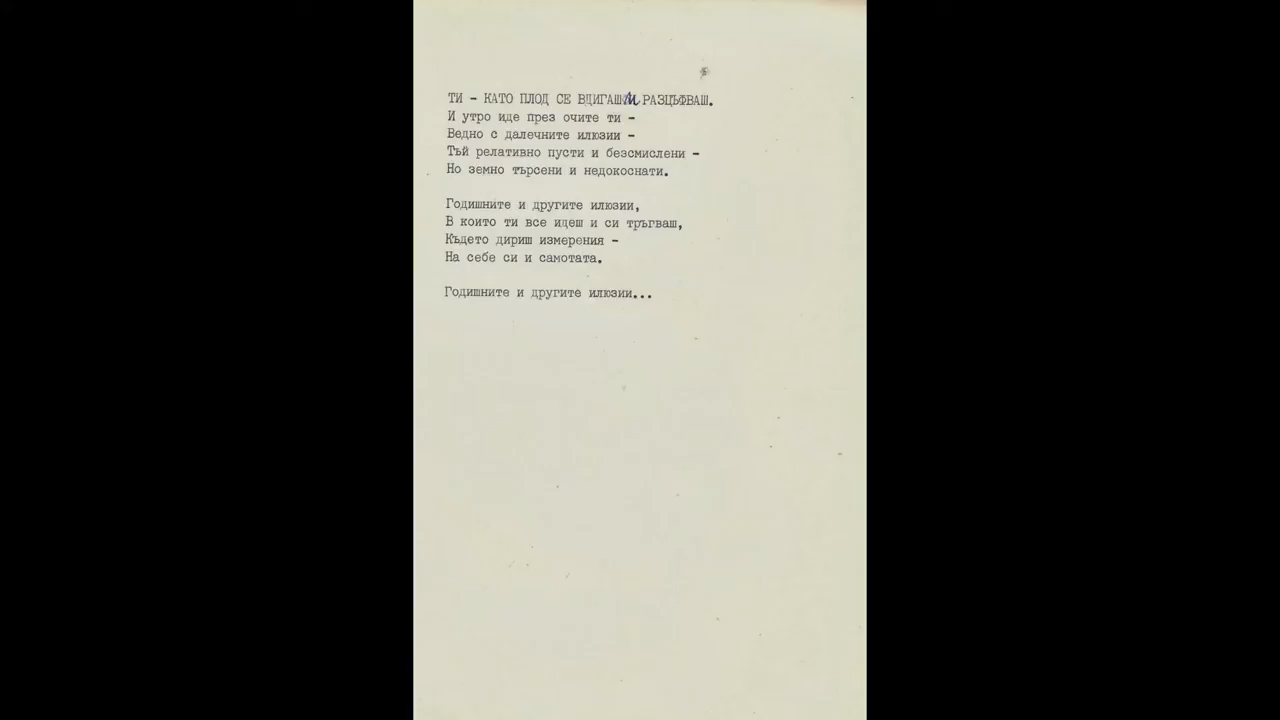 ТИ – КАТО ПЛОД СЕ ВДИГАШ И РАЗЦЪФВАШ.
И утро иде през очите ти –
Ведно с далечните илюзии –
Тъй релативно пусти и безсмислени –
Но земно търсени и недокоснати.
Годишните и другите илюзии,
В които ти все идеш и си тръгваш,
Където дириш измерения –
На себе си и самотата.
Годишните и другите илюзии...